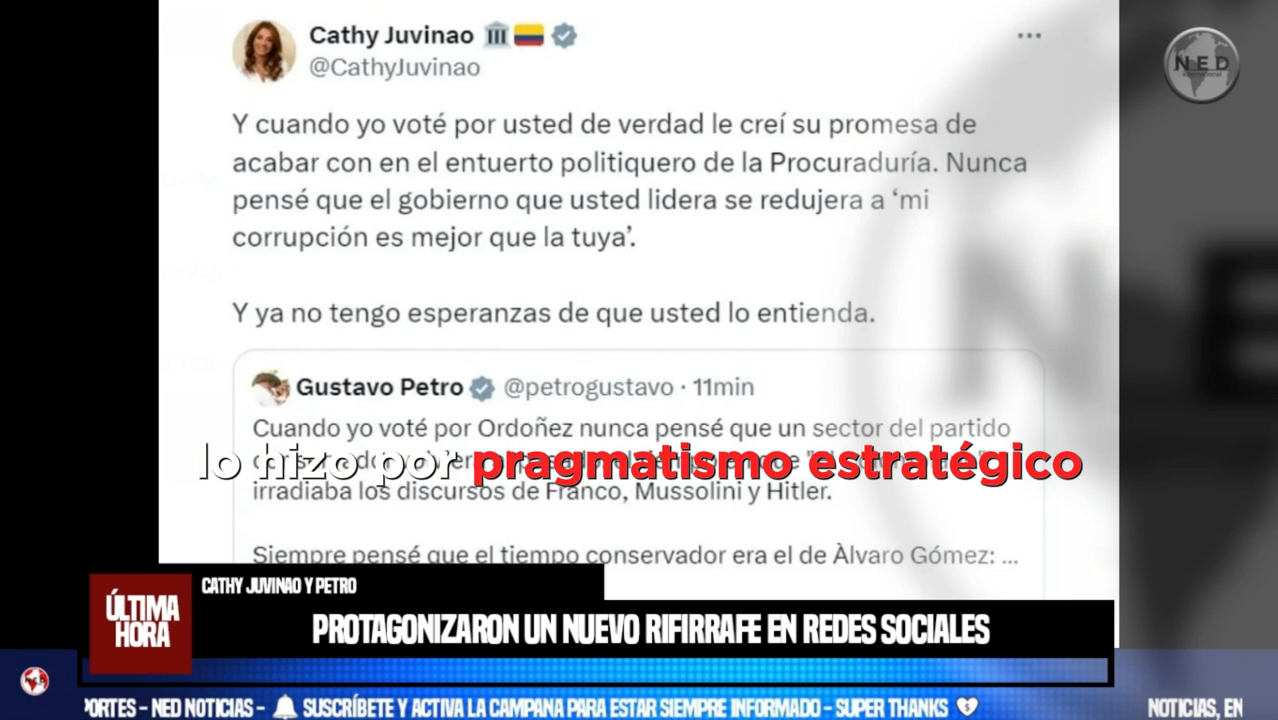 Cathy Juvinao
@CathyJuvinao
NED
international
Y cuando yo voté por usted de verdad le creí su promesa de
acabar con en el entuerto politiquero de la Procuraduría. Nunca
pensé que el gobierno que usted lidera se redujera a ‘mi
corrupción es mejor que la tuya’.
Y ya no tengo esperanzas de que usted lo entienda.
Gustavo Petro @petrogustavo · 11min
Cuando yo voté por Ordoñez nunca pensé que un sector del partido
lo hizo por pragmatismo estratégico
irradiaba los discursos de Franco, Mussolini y Hitler.
Siempre pensé que el tiempo conservador era el de Àlvaro Gómez: ...
CATHY JUVINAO Y PETRO
ÚLTIMA
HORA
PROTAGONIZARON UN NUEVO RIFIRRAFE EN REDES SOCIALES
PORTES - NED NOTICIAS - SUSCRÍBETE Y ACTIVA LA CAMPANA PARA ESTAR SIEMPRE INFORMADO - SUPER THANKS NOTICIAS, EN